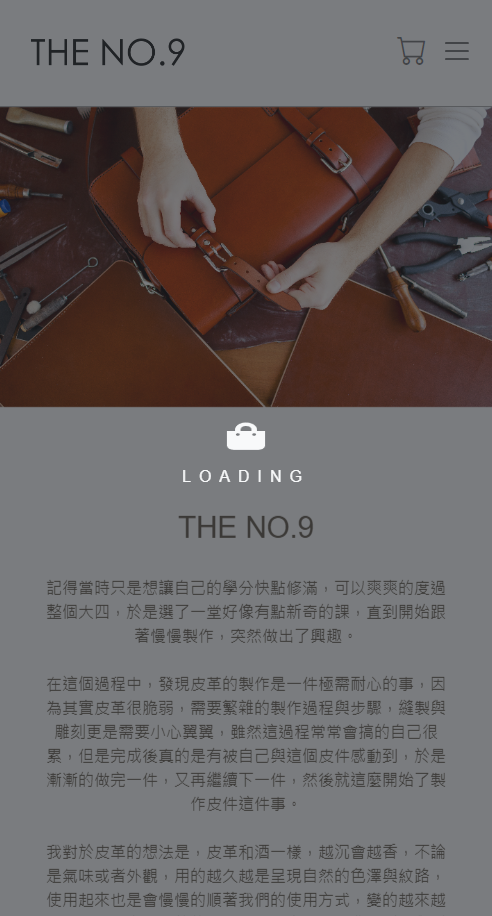 THE NO.9
LOADING
THE NO.9
記得當時只是想讓自己的學分快點修滿，可以爽爽的度過
整個大四，於是選了一堂好像有點新奇的課，直到開始跟
著慢慢製作，突然做出了興趣。
在這個過程中，發現皮革的製作是一件極需耐心的事，因
為其實皮革很脆弱，需要繁雜的製作過程與步驟，縫製與
雕刻更是需要小心翼翼，雖然這過程常常會搞的自己很
累，但是完成後真的是有被自己與這個皮件感動到，於是
漸漸的做完一件，又再繼續下一件，然後就這麼開始了製
作皮件這件事。
我對於皮革的想法是，皮革和酒一樣，越沉會越香，不論
是氣味或者外觀，用的越久越是呈現自然的色澤與紋路，
使用起來也是會慢慢的順著我們的使用方式，變的越來越